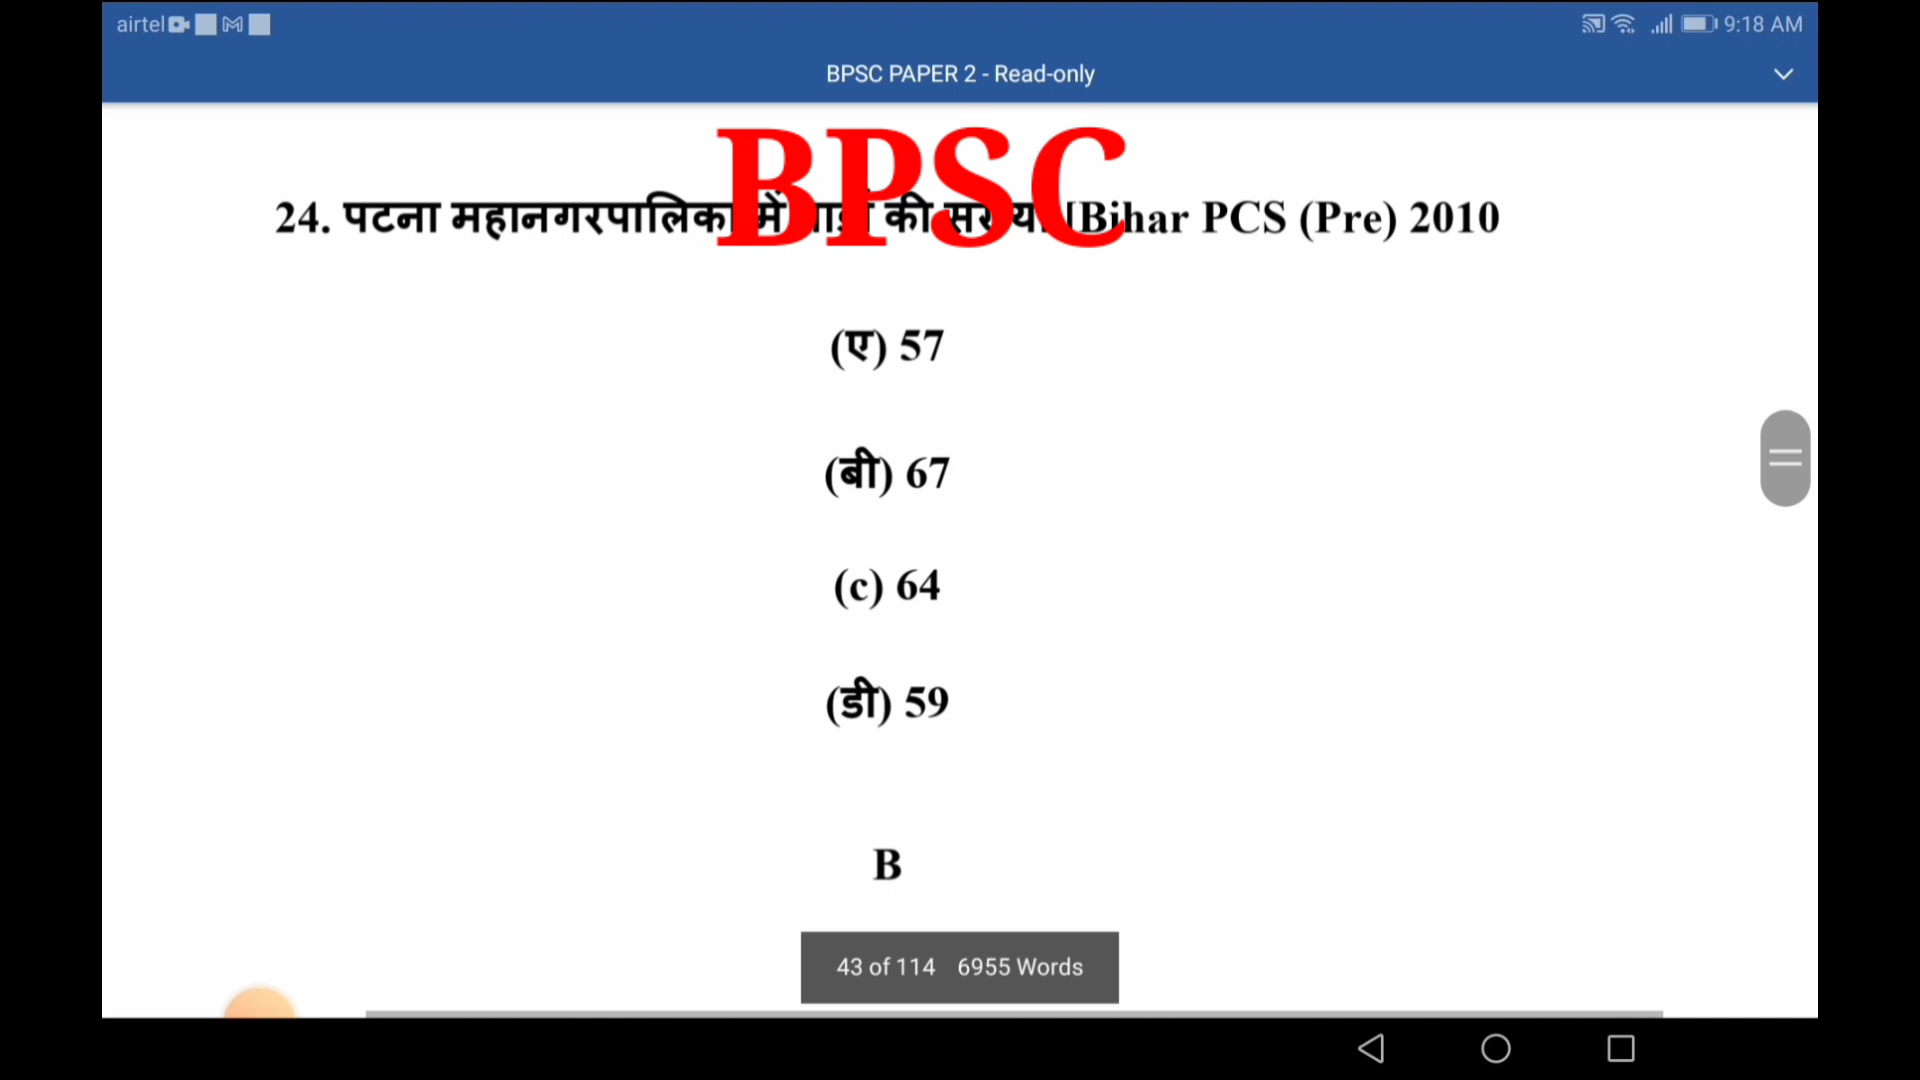 airtel
9:18 AM
BPSC PAPER 2 - Read-only
BPSC
24. पटना महानगरपालिका में की [Bihar PCS (Pre) 2010
(ए) 57
(बी) 67
(c) 64
(डी) 59
B
43 of 114 6955 Words